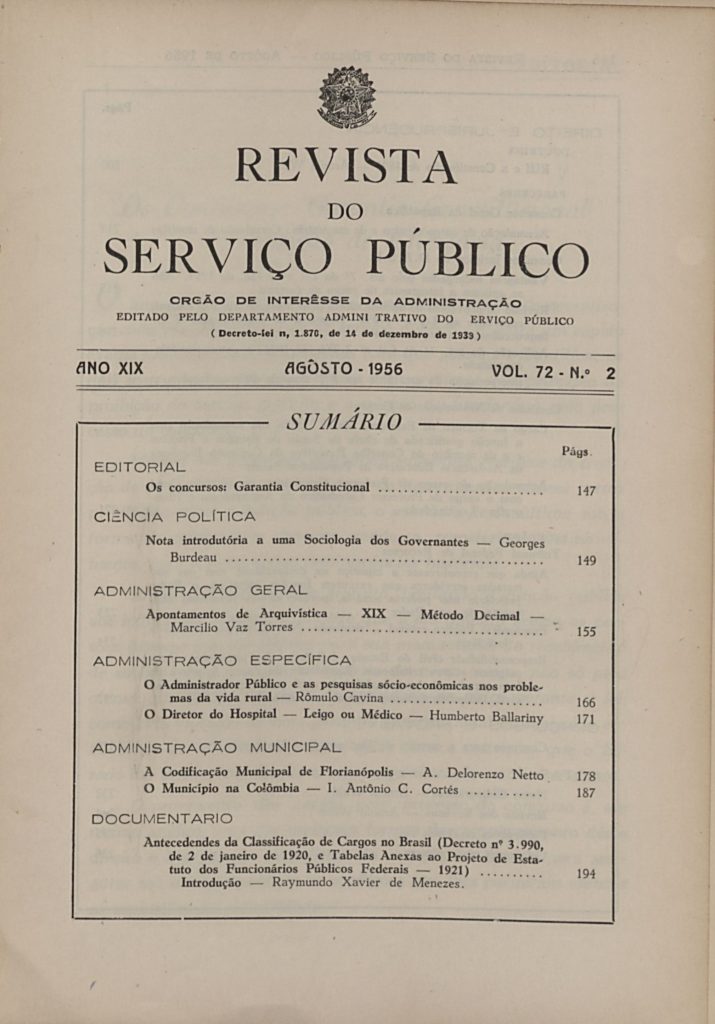 REVISTA
DO
SERVIÇO PÚBLICO
ORGÃO DE INTERÊSSE DA ADMINISTRAÇÃO
EDITADO PELO DEPARTAMENTO ADMINI TRATIVO DO ERVIÇO PÚBLICO
( Decreto-lei n, 1.870, de 14 de dezembro de 1939 )
ANO XIX AGÔSTO - 1956 VOL. 72 - N.º 2
SUMÁRIO
Págs.
EDITORIAL
Os concursos: Garantia Constitucional .......................... 147
CIÊNCIA POLÍTICA
Nota introdutória a uma Sociologia dos Governantes — Georges
Burdeau .................................................. 149
ADMINISTRAÇÃO GERAL
Apontamentos de Arquivística — XIX — Método Decimal —
Marcílio Vaz Torres ...................................... 155
ADMINISTRAÇÃO ESPECÍFICA
O Administrador Público e as pesquisas sócio-econômicas nos proble-
mas da vida rural — Rômulo Cavina ........................ 166
O Diretor do Hospital — Leigo ou Médico — Humberto Ballariny 171
ADMINISTRAÇÃO MUNICIPAL
A Codificação Municipal de Florianópolis — A. Delorenzo Netto 178
O Município na Colômbia — I. Antônio C. Cortés ............ 187
DOCUMENTARIO
Antecedendes da Classificação de Cargos no Brasil (Decreto nº 3.990,
de 2 de janeiro de 1920, e Tabelas Anexas ao Projeto de Esta-
tuto dos Funcionários Públicos Federais — 1921) .......... 194
Introdução — Raymundo Xavier de Menezes.